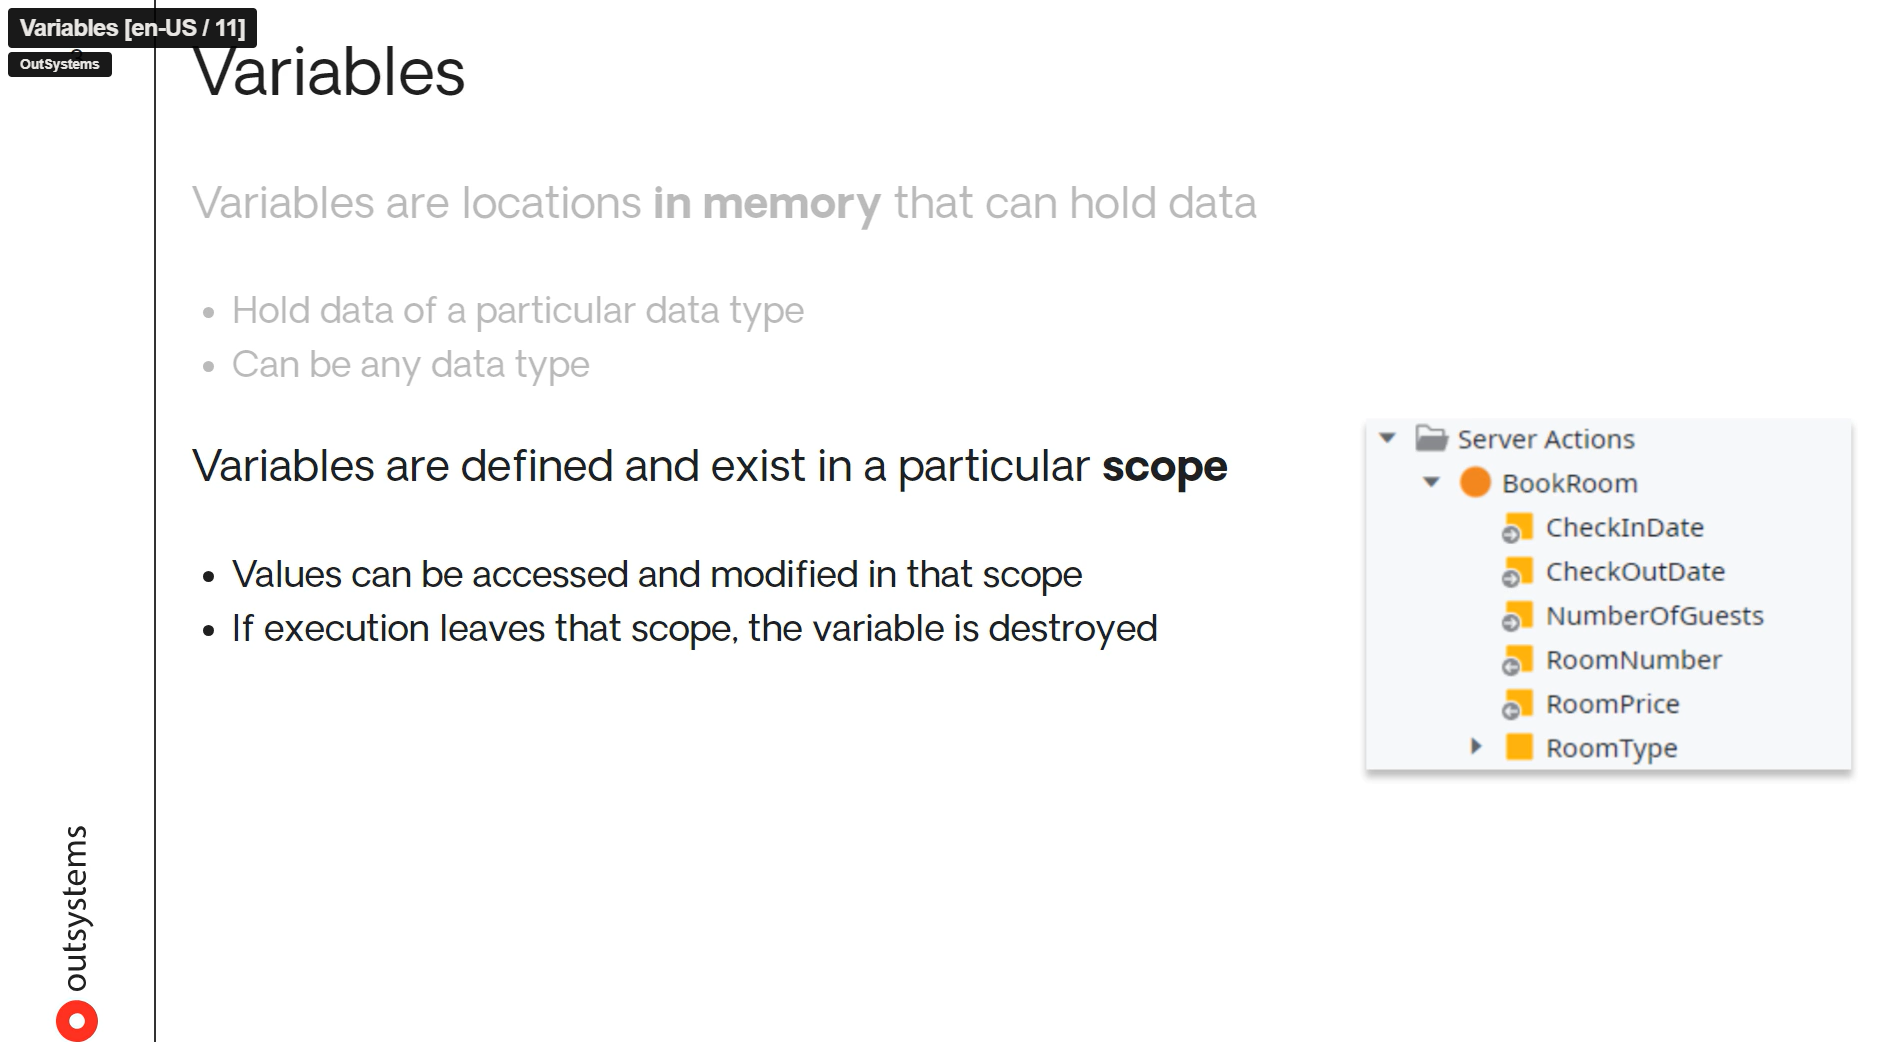 Variables [en-US / 11]
OutSystems
Variables
Variables are locations in memory that can hold data
• Hold data of a particular data type
• Can be any data type
Variables are defined and exist in a particular scope
• Values can be accessed and modified in that scope
• If execution leaves that scope, the variable is destroyed
Server Actions
BookRoom
CheckInDate
CheckOutDate
NumberOfGuests
RoomNumber
RoomPrice
RoomType
outsystems